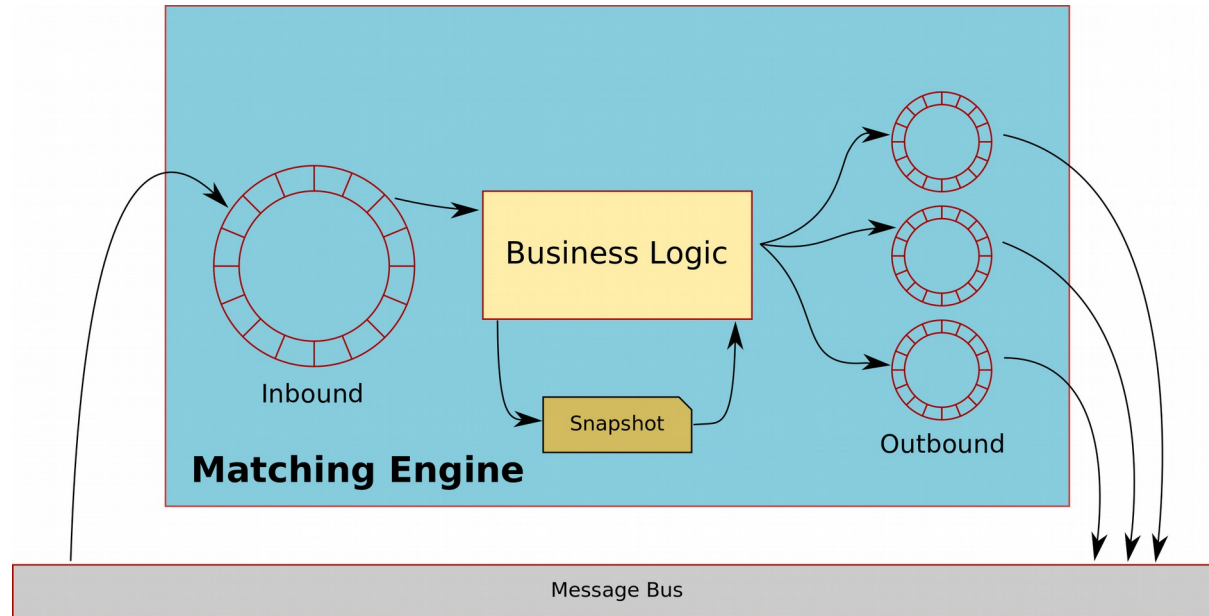 Business Logic
Inbound
Snapshot
Outbound
Matching Engine
Message Bus